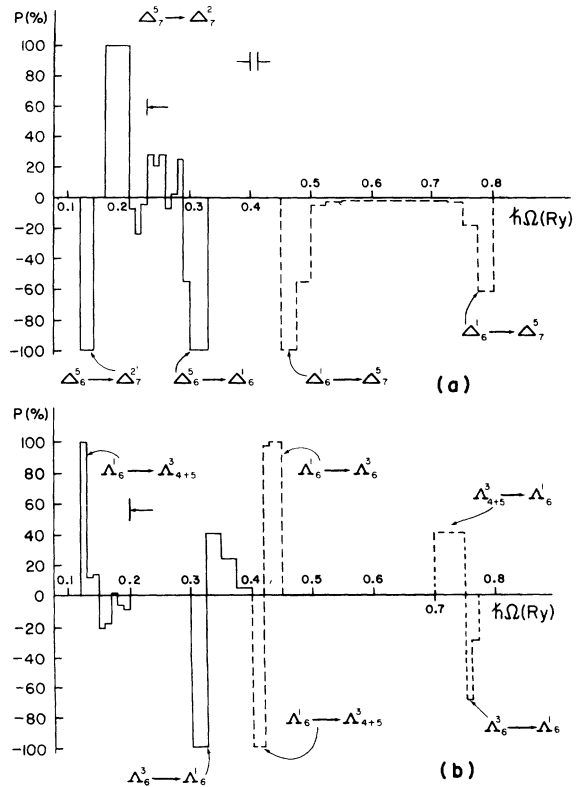 P(%)
Δ⁵₇ → Δ²₇
100
80
60
40
20
0
-20
-40
-60
-80
-100
0.1
0.2
0.3
0.4
0.5
0.6
0.7
0.8
ħΩ(Ry)
Δ¹₆ → Δ⁵₇
Δ⁵₆ → Δ²'₇
Δ⁵₆ → Δ¹₆
Δ¹₆ → Δ⁵₇
(a)
P(%)
100
80
60
40
20
0
-20
-40
-60
-80
-100
Λ¹₆ → Λ³₄₊₅
Λ¹₆ → Λ³₆
Λ³₄₊₅ → Λ¹₆
0.1
0.2
0.3
0.4
0.5
0.6
0.8
0.7
ħΩ(Ry)
Λ¹₆ → Λ³₄₊₅
Λ³₆ → Λ¹₆
Λ³₆ → Λ¹₆
(b)